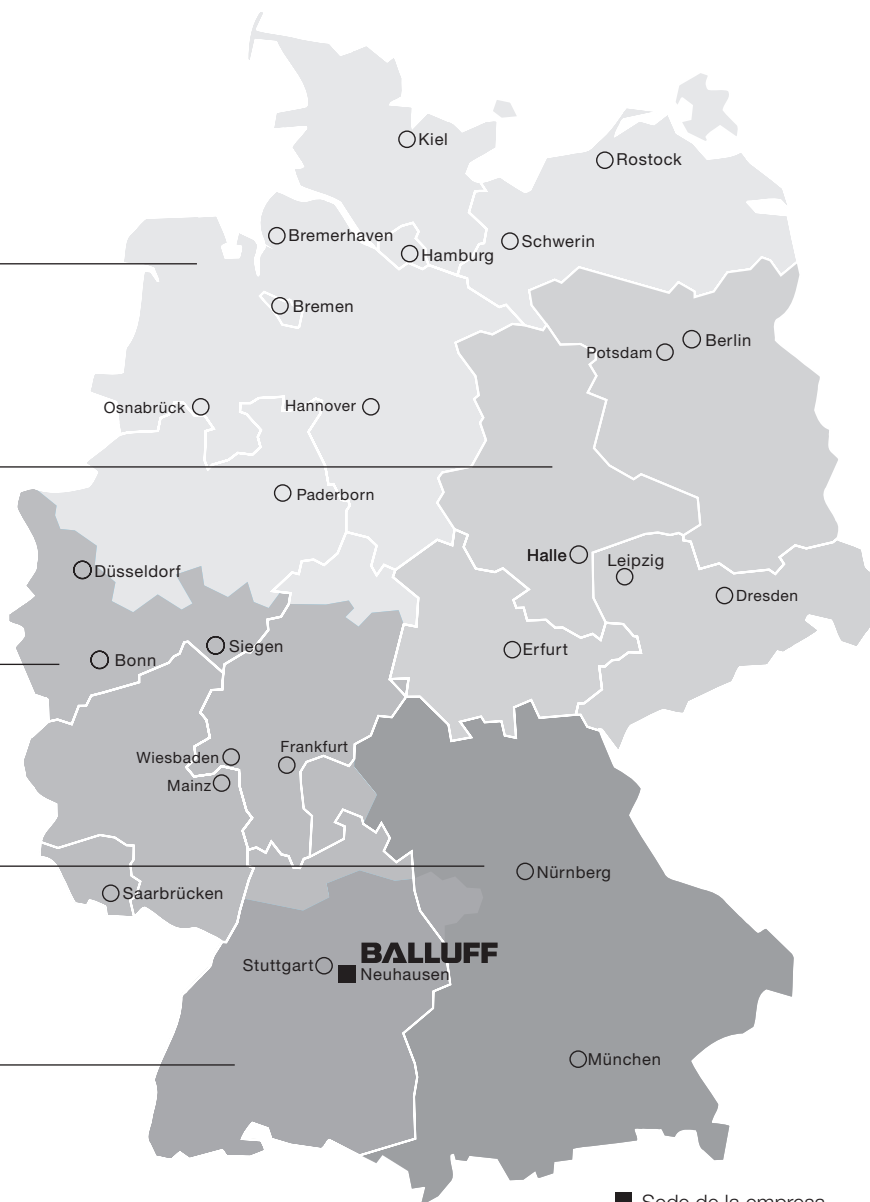 Kiel
Rostock
Bremerhaven
Schwerin
Hamburg
Bremen
Berlin
Potsdam
Osnabrück
Hannover
Paderborn
Halle
Leipzig
Düsseldorf
Dresden
Siegen
Erfurt
Bonn
Frankfurt
Wiesbaden
Mainz
Nürnberg
Saarbrücken
BALLUFF
Stuttgart
Neuhausen
München
Sede de la empresa